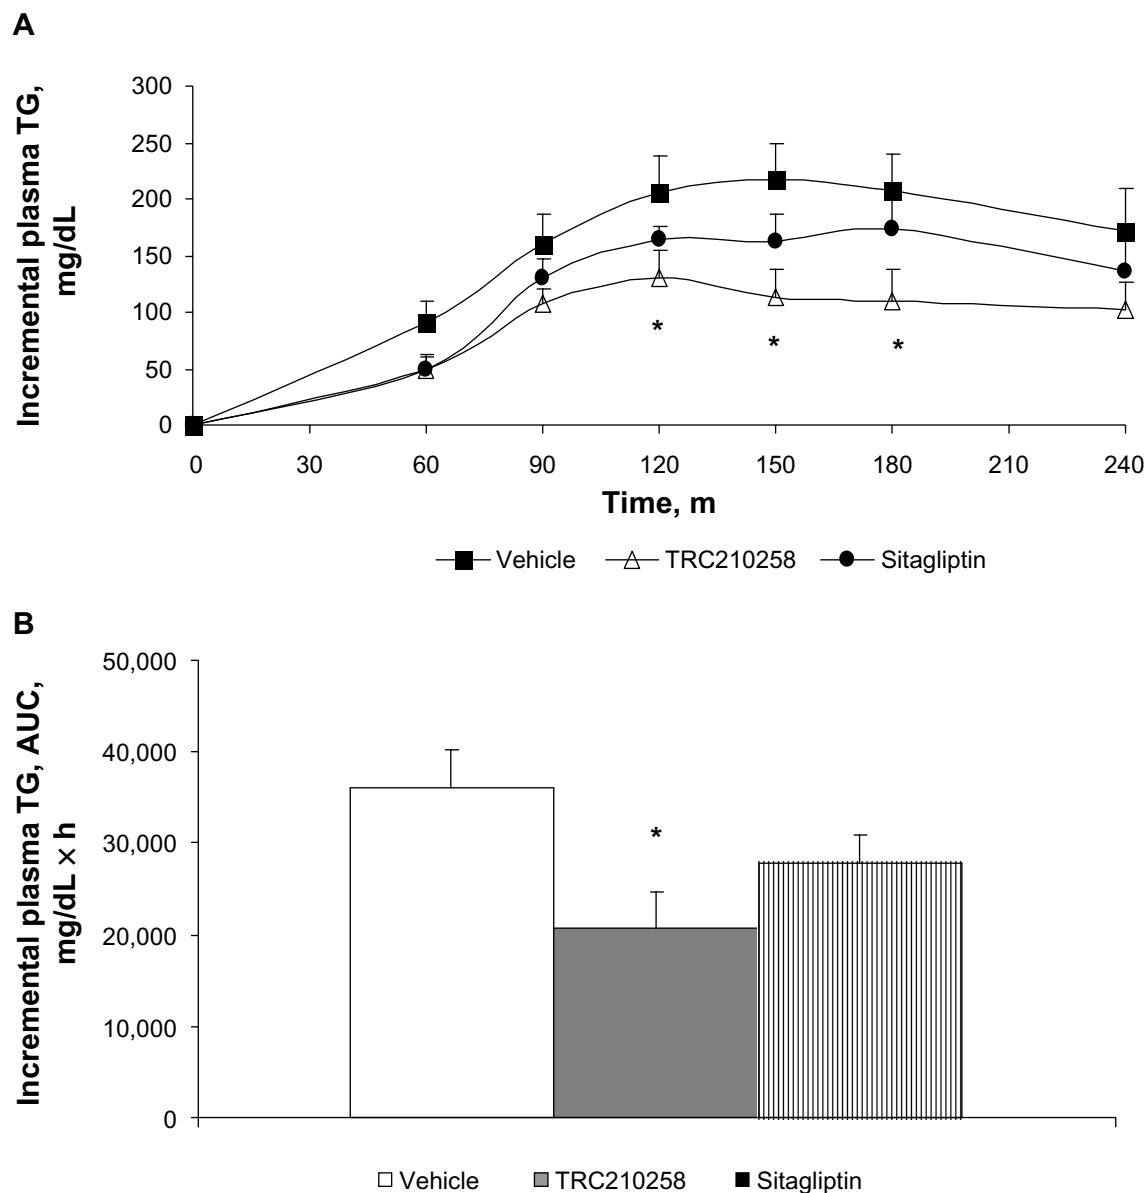 A
Incremental plasma TG,
mg/dL
300
250
200
150
100
50
0
0 30 60 90 120 150 180 210 240
* * *
Time, m
Vehicle TRC210258 Sitagliptin
B
Incremental plasma TG, AUC,
mg/dL × h
50,000
40,000
30,000
20,000
10,000
0
*
Vehicle TRC210258 Sitagliptin